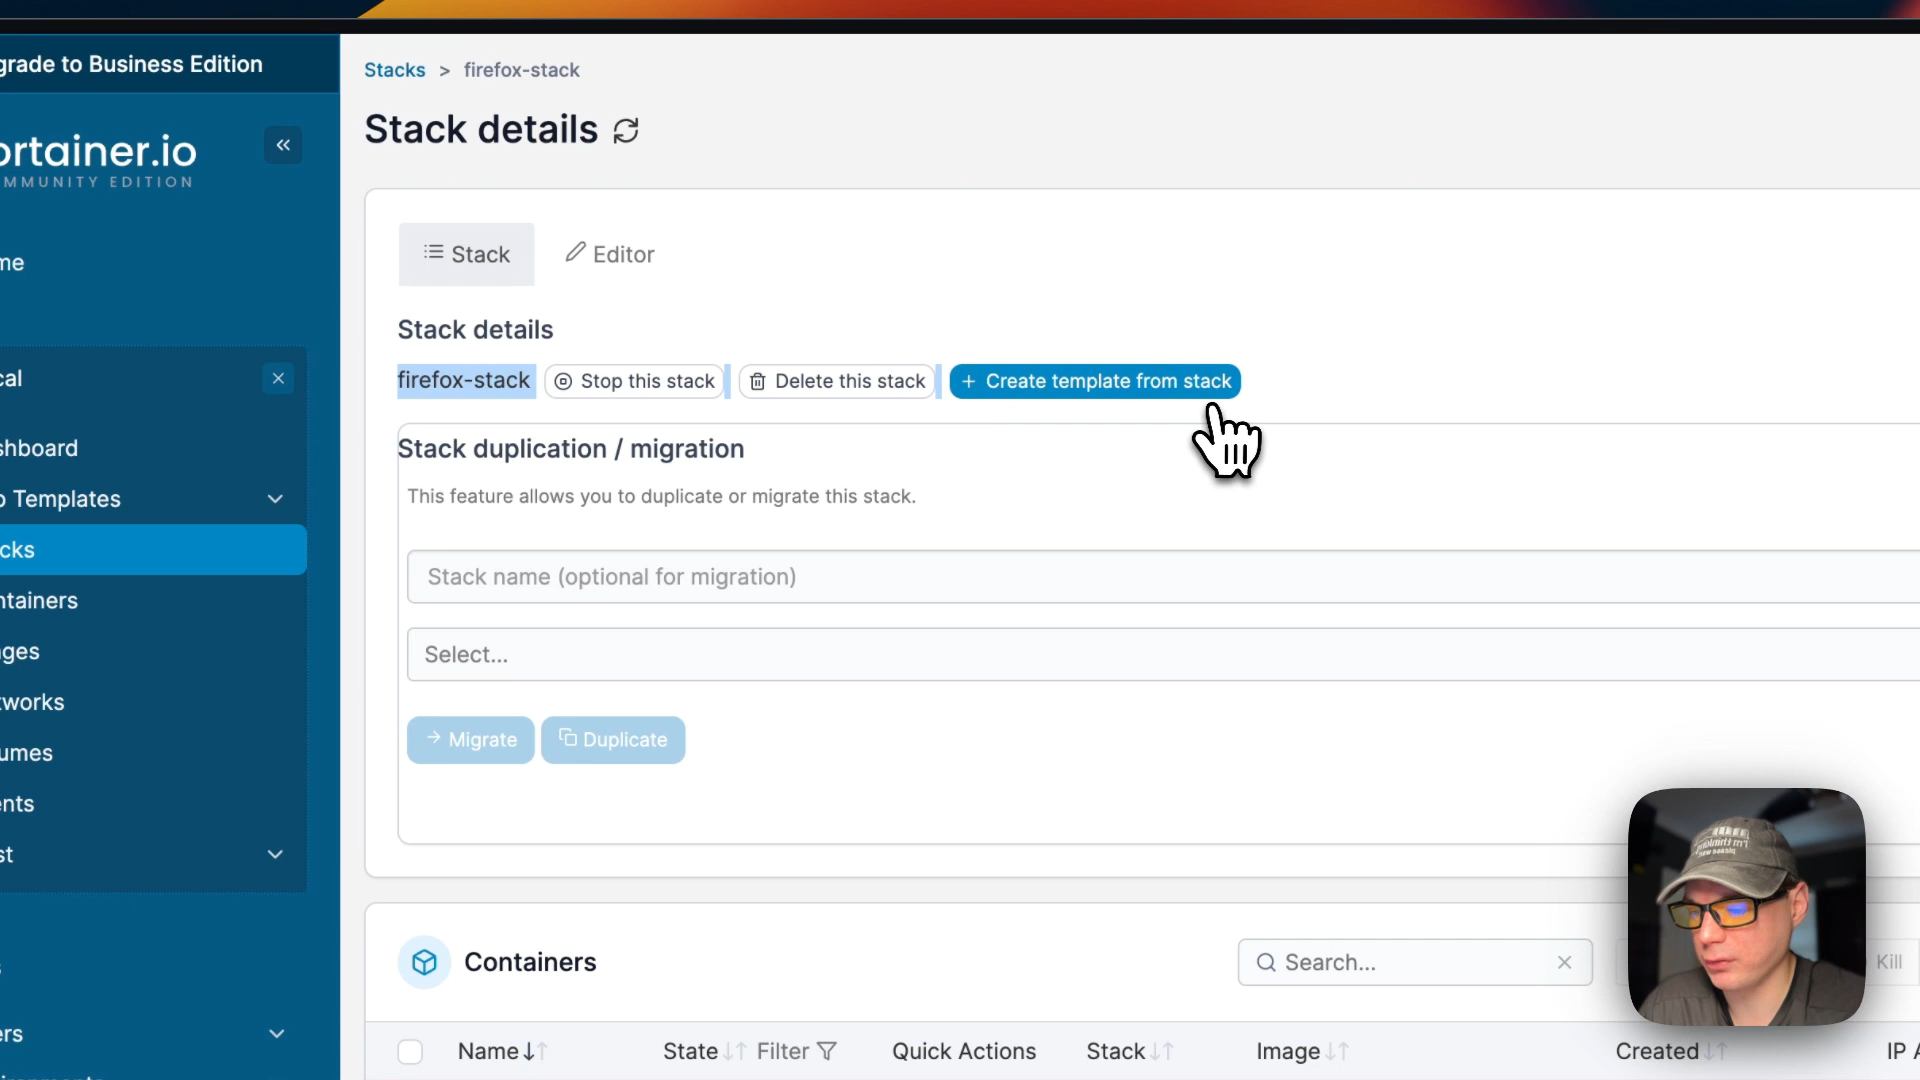 grade to Business Edition
Stacks > firefox-stack
ortainer.io
MMUNITY EDITION
Stack details
me
Stack
Editor
Stack details
cal
firefox-stack
Stop this stack
Delete this stack
Create template from stack
shboard
Stack duplication / migration
p Templates
This feature allows you to duplicate or migrate this stack.
cks
Stack name (optional for migration)
ntainers
ges
Select...
tworks
Migrate
Duplicate
umes
ents
st
Containers
Search...
Kill
ers
Name
State
Filter
Quick Actions
Stack
Image
Created
IP A